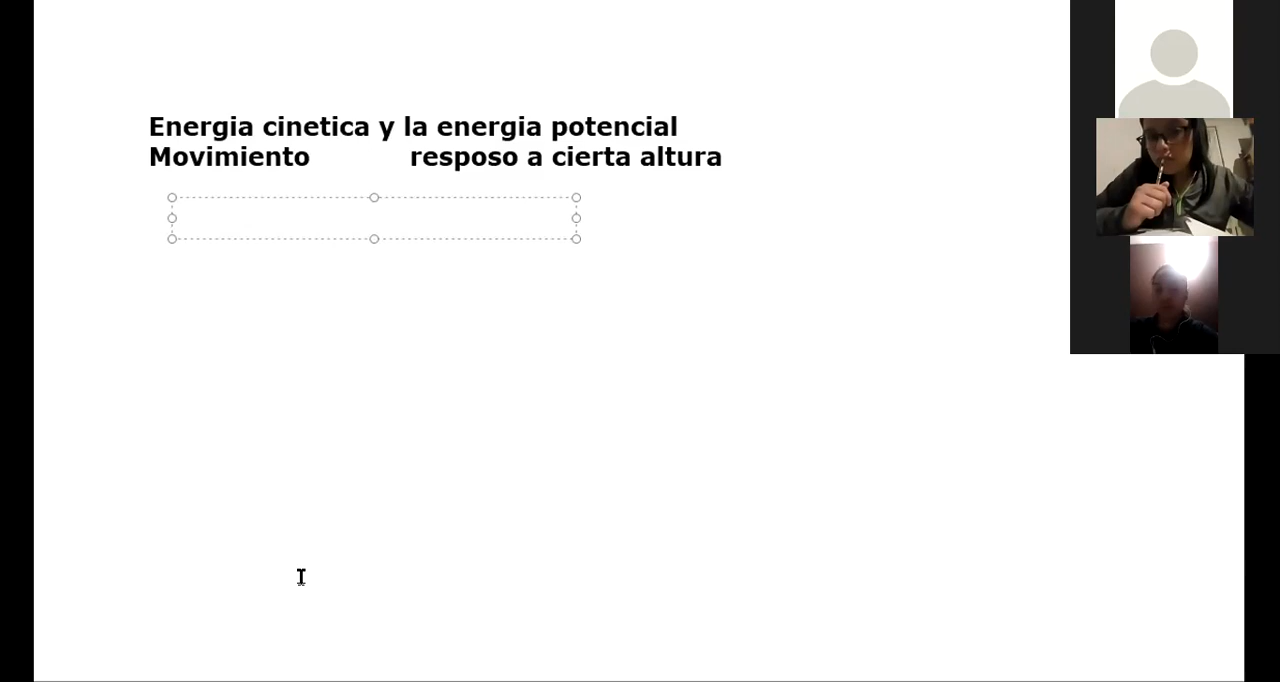 Energia cinetica y la energia potencial
Movimiento resposo a cierta altura